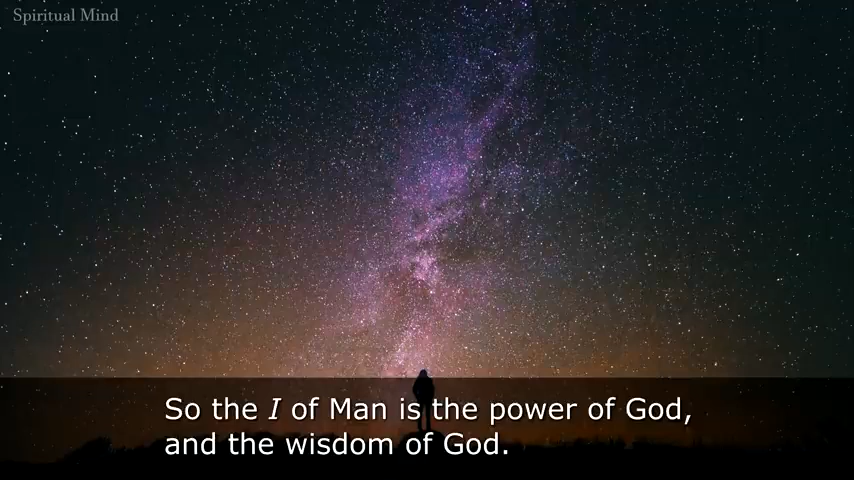 Spiritual Mind
So the I of Man is the power of God,
and the wisdom of God.